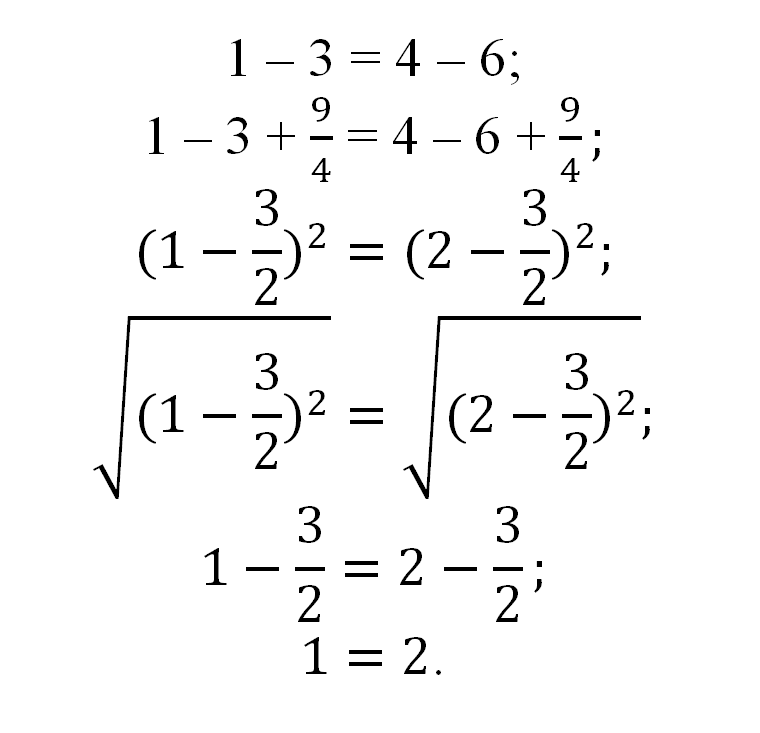 1 – 3 = 4 – 6;
1 – 3 + 9/4 = 4 – 6 + 9/4;
(1 − 3/2)² = (2 − 3/2)²;
√(1 − 3/2)² = √(2 − 3/2)²;
1 − 3/2 = 2 − 3/2;
1 = 2.